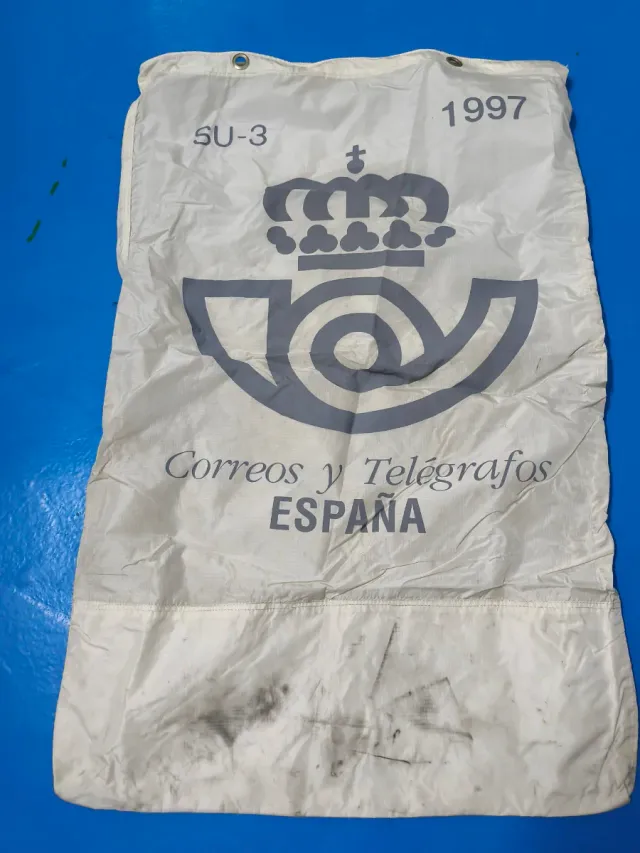 SU-3
1997
Correos y Telégrafos
ESPAÑA